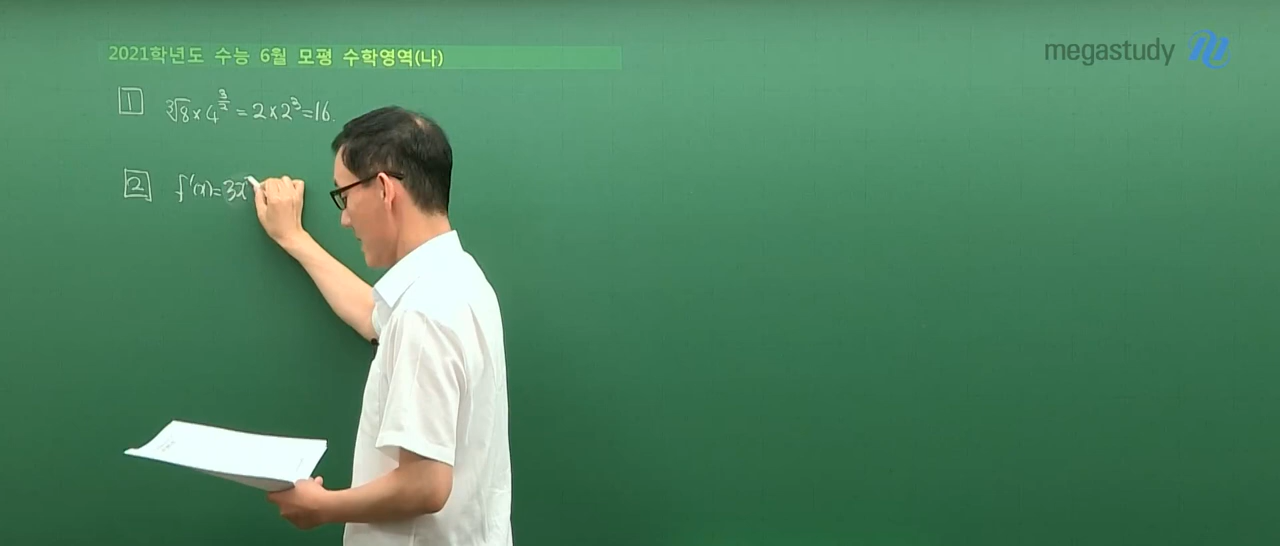 2021학년도 수능 6월 모평 수학영역(나)
megastudy
1 ∛8 × 4^(3/2) = 2 × 2³ = 16.
2 f'(x) = 3x